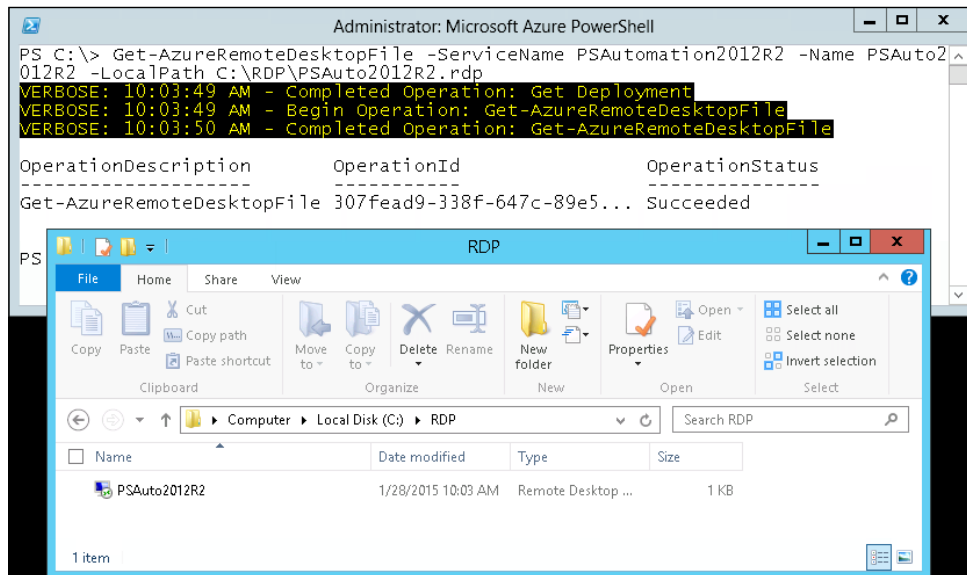 Administrator: Microsoft Azure PowerShell
PS C:\> Get-AzureRemoteDesktopFile -ServiceName PSAutomation2012R2 -Name PSAuto2
012R2 -LocalPath C:\RDP\PSAuto2012R2.rdp
VERBOSE: 10:03:49 AM - Completed Operation: Get Deployment
VERBOSE: 10:03:49 AM - Begin Operation: Get-AzureRemoteDesktopFile
VERBOSE: 10:03:50 AM - Completed Operation: Get-AzureRemoteDesktopFile
OperationDescription OperationId OperationStatus
-------------------- ----------- ---------------
Get-AzureRemoteDesktopFile 307fead9-338f-647c-89e5... Succeeded
PS
RDP
File Home Share View
Copy
Paste
Cut
Copy path
Paste shortcut
Clipboard
Move to
Copy to
Delete
Rename
Organize
New folder
New
Properties
Open
Edit
Open
Select all
Select none
Invert selection
Select
Computer Local Disk (C:) RDP
Search RDP
Name Date modified Type Size
PSAuto2012R2 1/28/2015 10:03 AM Remote Desktop ... 1 KB
1 item